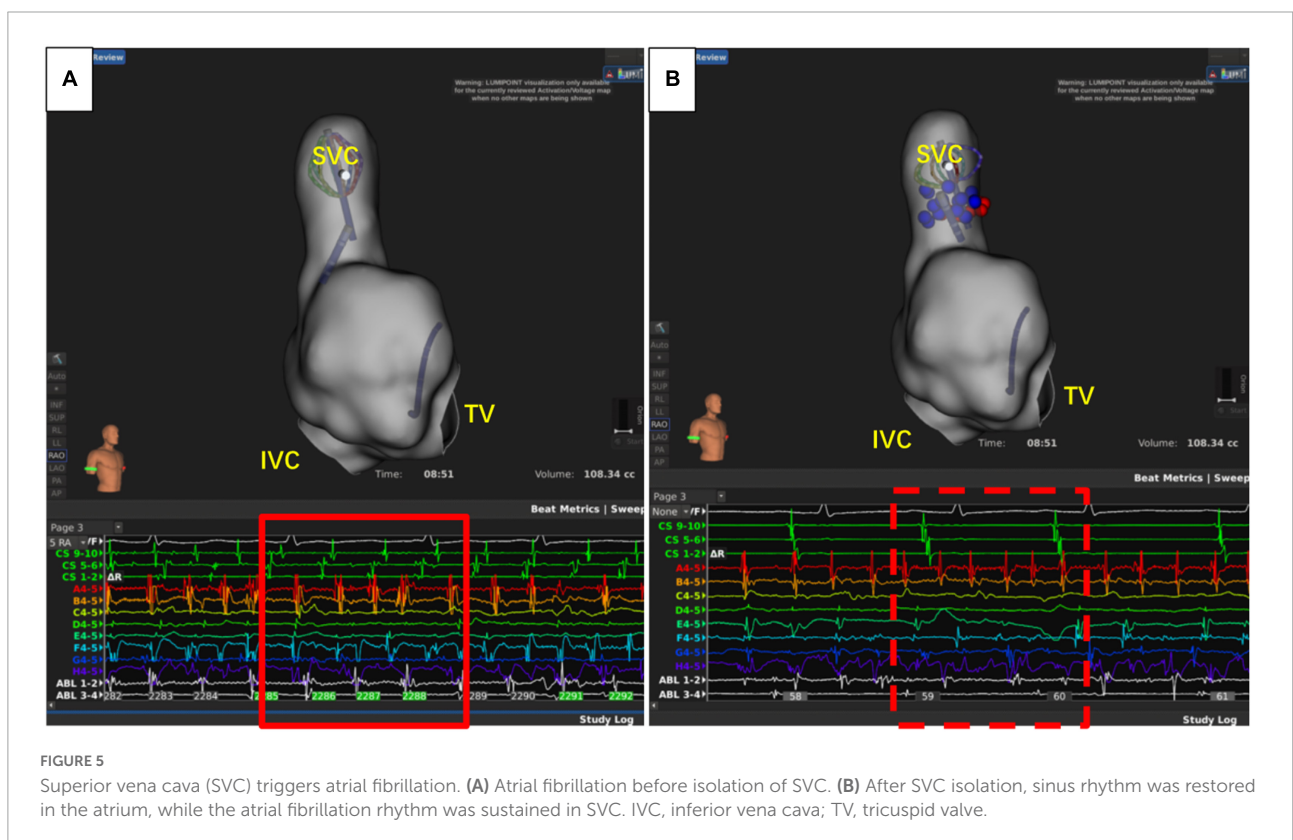 A
Review
Warning: LUMIPOINT visualization only available
for the currently reviewed Activation/Voltage map
when no other maps are being shown
SVC
TV
IVC
Auto
+
INF
SUP
RL
LL
RAO
LAO
PA
AP
Orion
Start
Time: 08:51
Volume: 108.34 cc
Beat Metrics | Sweep
Page 3
5 RA
/F
CS 9-10
CS 5-6
CS 1-2 ΔR
A4-5
B4-5
C4-5
D4-5
E4-5
F4-5
G4-5
H4-5
ABL 1-2
ABL 3-4
282 2283 2284 2285 2286 2287 2288 2289 2290 2291 2292
Study Log
B
Review
Warning: LUMIPOINT visualization only available
for the currently reviewed Activation/Voltage map
when no other maps are being shown
SVC
TV
IVC
Auto
+
INF
SUP
RL
LL
RAO
LAO
PA
AP
Orion
Start
Time: 08:51
Volume: 108.34 cc
Beat Metrics | Sweep
Page 3
None /F
CS 9-10
CS 5-6
CS 1-2 ΔR
A4-5
B4-5
C4-5
D4-5
E4-5
F4-5
G4-5
H4-5
ABL 1-2
ABL 3-4
58 59 60 61
Study Log
FIGURE 5
Superior vena cava (SVC) triggers atrial fibrillation. (A) Atrial fibrillation before isolation of SVC. (B) After SVC isolation, sinus rhythm was restored
in the atrium, while the atrial fibrillation rhythm was sustained in SVC. IVC, inferior vena cava; TV, tricuspid valve.